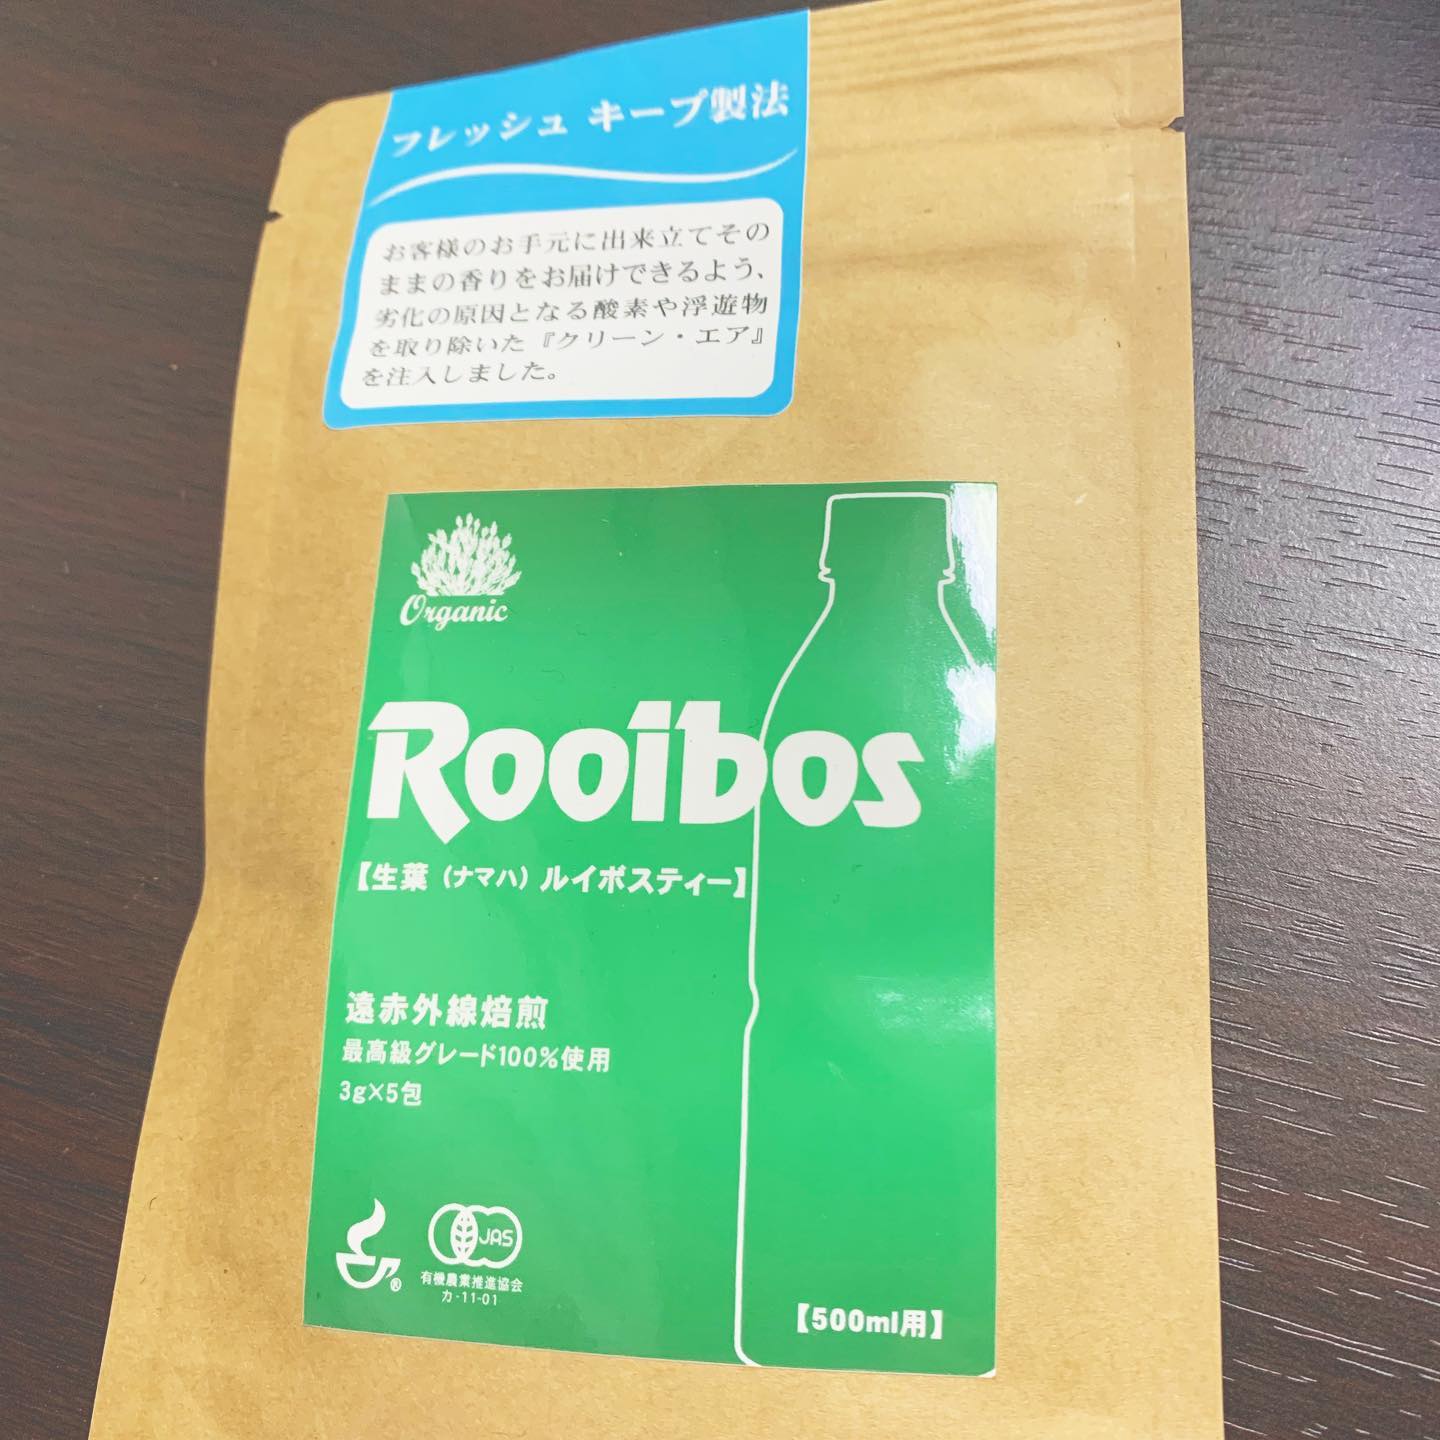 フレッシュ キープ製法
お客様のお手元に出来立てその
ままの香りをお届けできるよう、
劣化の原因となる酸素や浮遊物
を取り除いた『クリーン・エア』
を注入しました。
Organic
Rooibos
【生葉（ナマハ）ルイボスティー】
遠赤外線焙煎
最高級グレード100%使用
3g×5包
®
JAS
有機農業推進協会
カ-11-01
【500ml用】